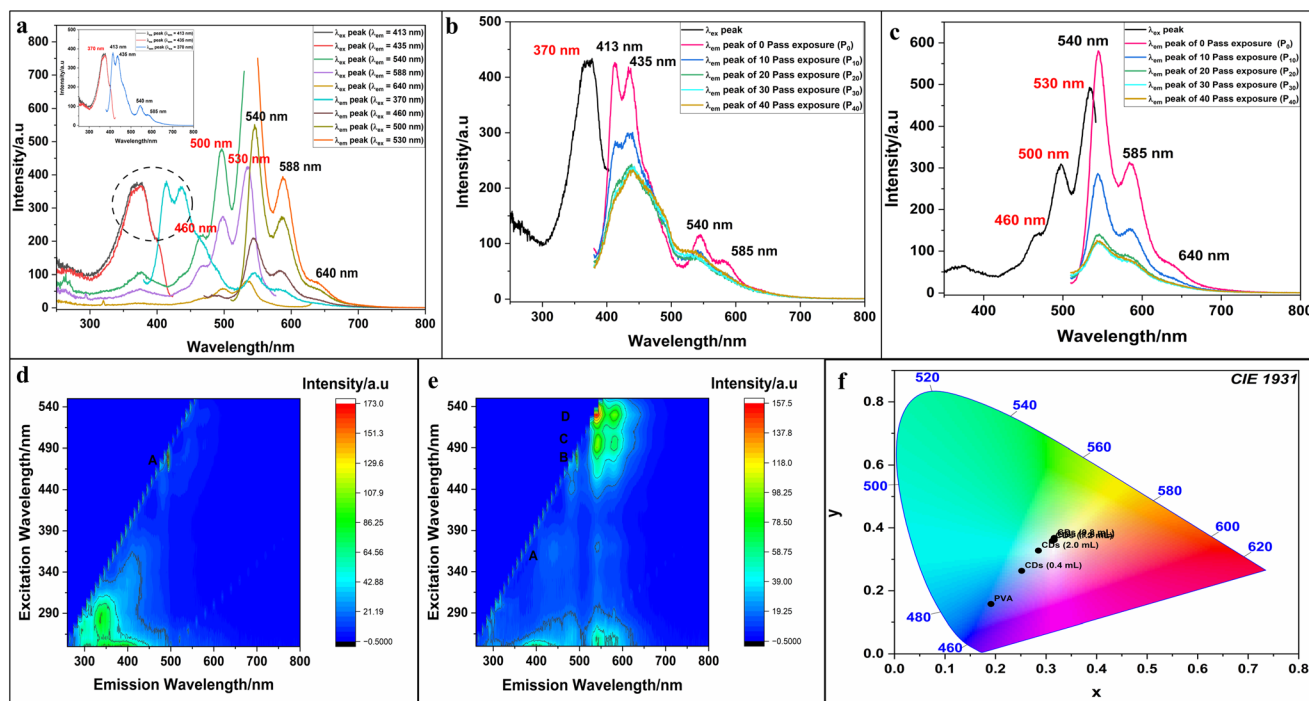 a
λex peak (λem = 413 nm)
λex peak (λem = 435 nm)
λex peak (λem = 540 nm)
λex peak (λem = 588 nm)
λex peak (λem = 640 nm)
λem peak (λex = 370 nm)
λem peak (λex = 460 nm)
λem peak (λex = 500 nm)
λem peak (λex = 530 nm)
370 nm
413 nm
435 nm
540 nm
585 nm
500 nm
530 nm
540 nm
588 nm
460 nm
640 nm
Intensity/a.u
800
750
700
650
600
550
500
450
400
350
300
250
200
150
100
50
0
300 400 500 600 700 800
Wavelength/nm
b
370 nm
413 nm
435 nm
λex peak
λem peak of 0 Pass exposure (P0)
λem peak of 10 Pass exposure (P10)
λem peak of 20 Pass exposure (P20)
λem peak of 30 Pass exposure (P30)
λem peak of 40 Pass exposure (P40)
540 nm
585 nm
Intensity/a.u
500
400
300
200
100
0
300 400 500 600 700 800
Wavelength/nm
c
540 nm
530 nm
500 nm
460 nm
585 nm
640 nm
λex peak
λem peak of 0 Pass exposure (P0)
λem peak of 10 Pass exposure (P10)
λem peak of 20 Pass exposure (P20)
λem peak of 30 Pass exposure (P30)
λem peak of 40 Pass exposure (P40)
Intensity/a.u
650
600
550
500
450
400
350
300
250
200
150
100
50
0
400 500 600 700 800
Wavelength/nm
d
Intensity/a.u
A
Excitation Wavelength/nm
540
490
440
390
340
290
300 400 500 600 700 800
Emission Wavelength/nm
173.0
151.3
129.6
107.9
86.25
64.56
42.88
21.19
−0.5000
e
Intensity/a.u
D
C
B
A
Excitation Wavelength/nm
540
490
440
390
340
290
300 400 500 600 700 800
Emission Wavelength/nm
157.5
137.8
118.0
98.25
78.50
58.75
39.00
19.25
−0.5000
f
CIE 1931
520
540
560
580
600
620
500
480
460
CDs (2.0 mL)
CDs (0.4 mL)
PVA
y
0.8
0.6
0.4
0.2
0.0
0.0 0.1 0.2 0.3 0.4 0.5 0.6 0.7 0.8
x